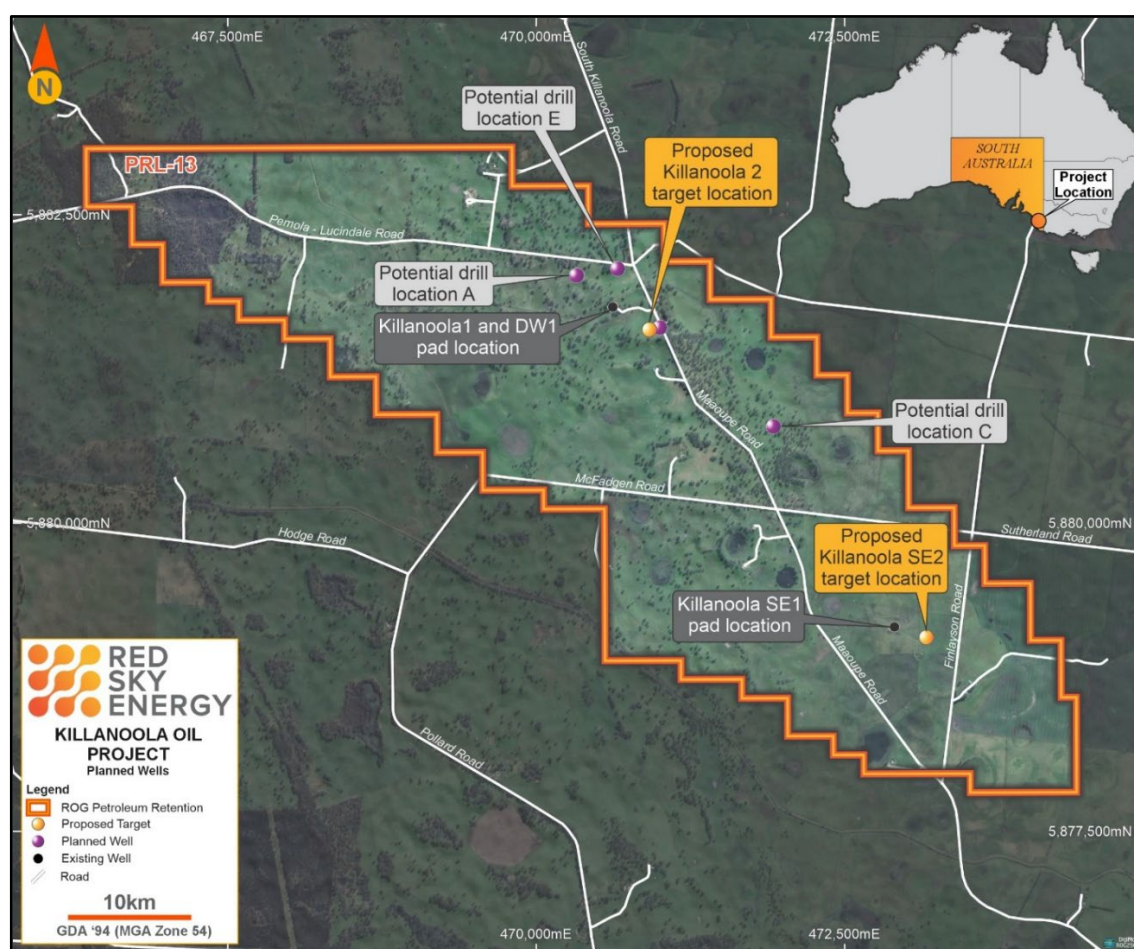 467,500mE
470,000mE
472,500mE
N
South Killanoola Road
Potential drill
location E
Proposed
Killanoola 2
target location
SOUTH
AUSTRALIA
Project
Location
PRL-13
5,882,500mN
Pemola - Lucindale Road
Potential drill
location A
Killanoola1 and DW1
pad location
Maaoupe Road
Potential drill
location C
McFadgen Road
5,880,000mN
5,880,000mN
Hodge Road
Sutherland Road
Proposed
Killanoola SE2
target location
Killanoola SE1
pad location
Finlayson Road
Maaoupe Road
Pollard Road
RED
SKY
ENERGY
KILLANOOLA OIL
PROJECT
Planned Wells
Legend
ROG Petroleum Retention
Proposed Target
Planned Well
Existing Well
Road
10km
GDA '94 (MGA Zone 54)
5,877,500mN
470,000mE
472,500mE